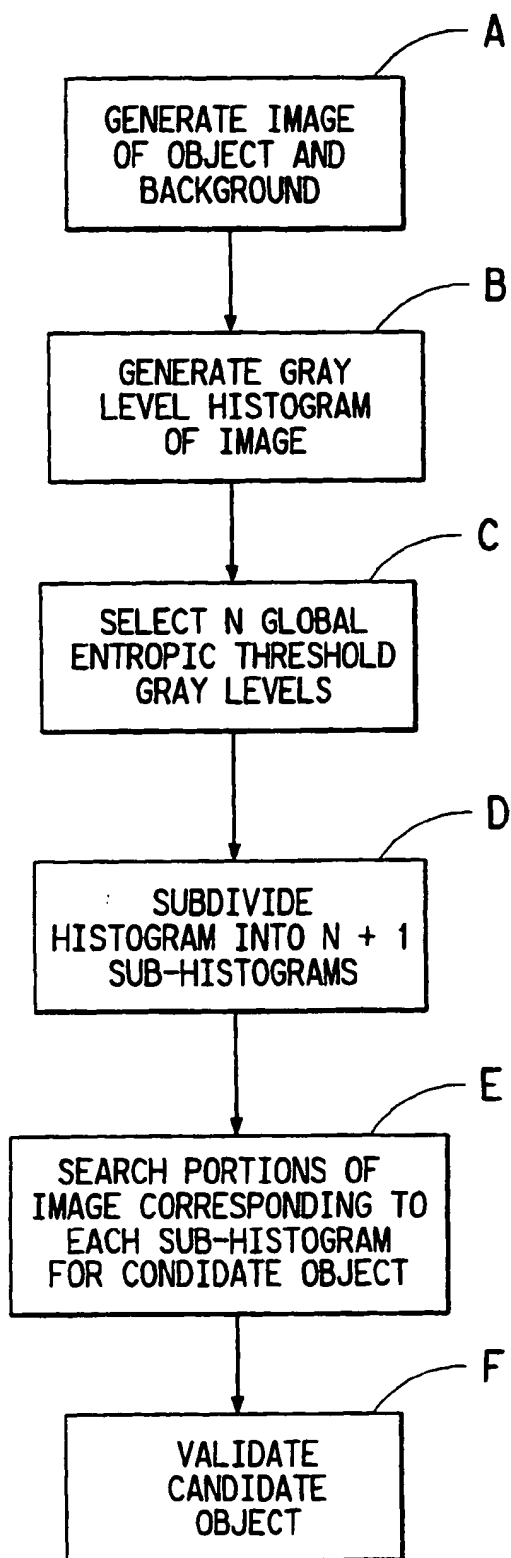 A
GENERATE IMAGE
OF OBJECT AND
BACKGROUND
B
GENERATE GRAY
LEVEL HISTOGRAM
OF IMAGE
C
SELECT N GLOBAL
ENTROPIC THRESHOLD
GRAY LEVELS
D
SUBDIVIDE
HISTOGRAM INTO N + 1
SUB-HISTOGRAMS
E
SEARCH PORTIONS OF
IMAGE CORRESPONDING TO
EACH SUB-HISTOGRAM
FOR CONDIDATE OBJECT
F
VALIDATE
CANDIDATE
OBJECT